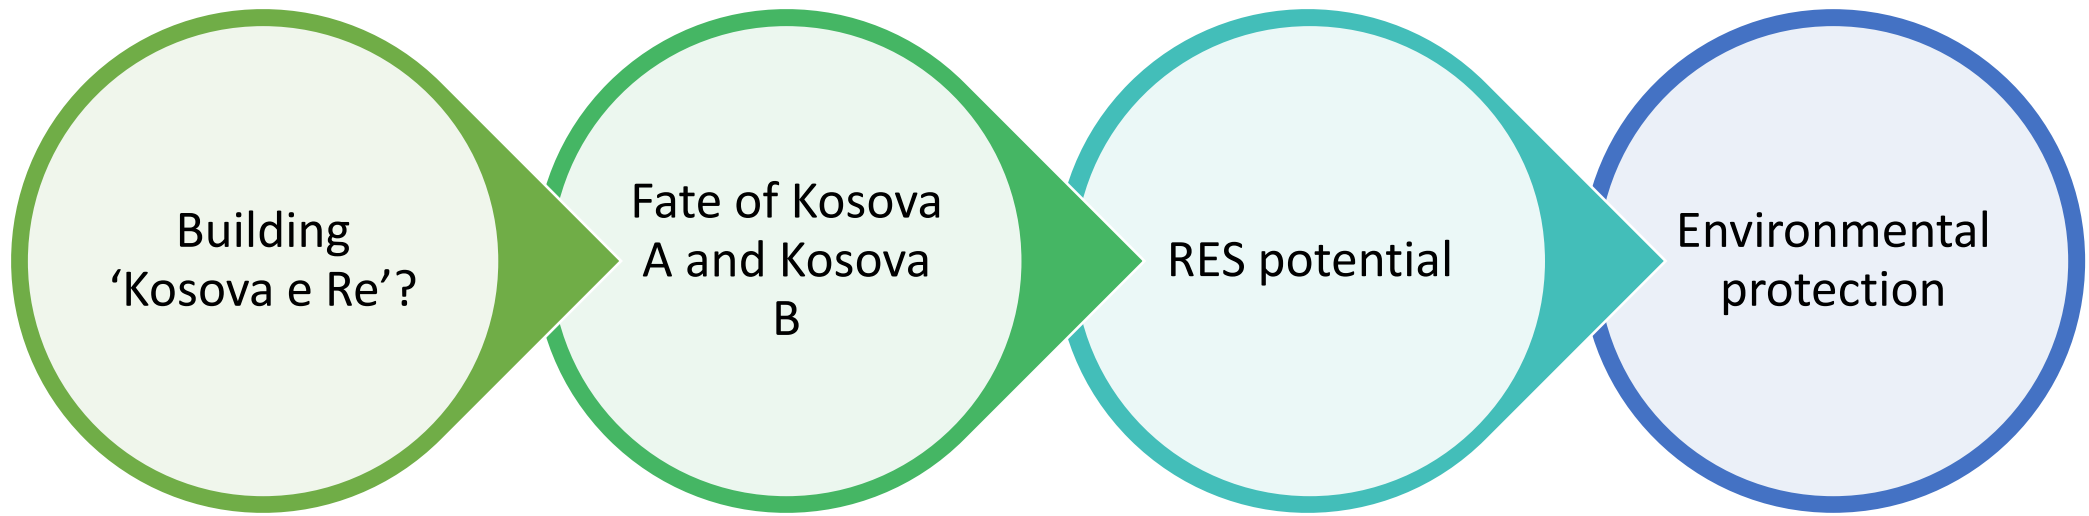 Building
‘Kosova e Re’?
Fate of Kosova
A and Kosova
B
RES potential
Environmental
protection